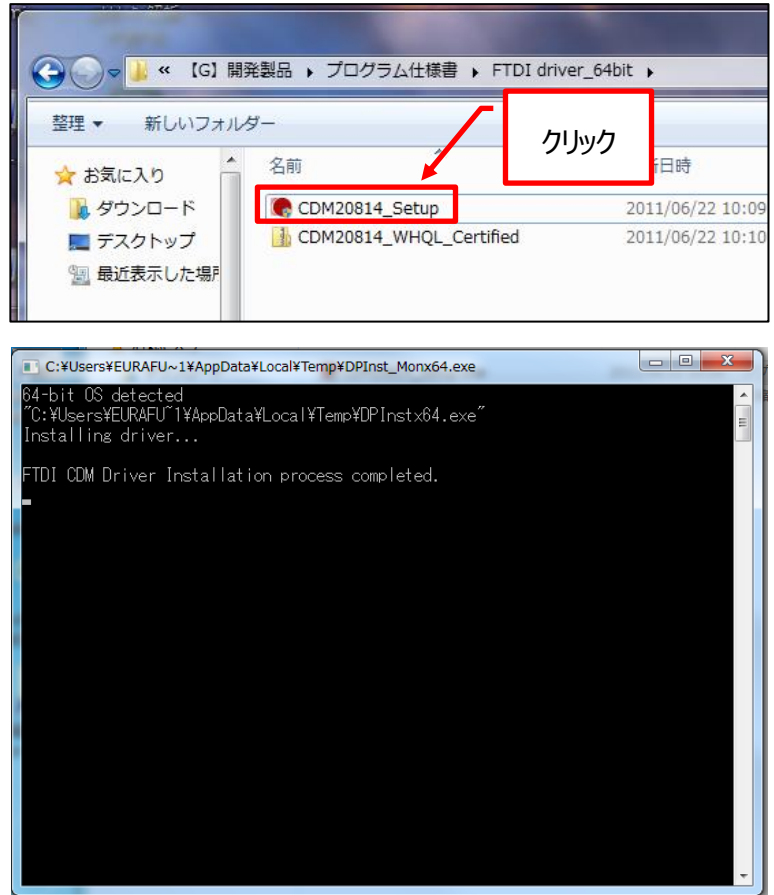 « 【G】開発製品 ▸ プログラム仕様書 ▸ FTDI driver_64bit ▸
整理 ▼ 新しいフォルダー
クリック
お気に入り
名前
日時
ダウンロード
CDM20814_Setup 2011/06/22 10:09
デスクトップ
CDM20814_WHQL_Certified 2011/06/22 10:10
最近表示した場所
C:¥Users¥EURAFU~1¥AppData¥Local¥Temp¥DPInst_Monx64.exe
64-bit OS detected
"C:¥Users¥EURAFU~1¥AppData¥Local¥Temp¥DPInstx64.exe"
Installing driver...
FTDI CDM Driver Installation process completed.